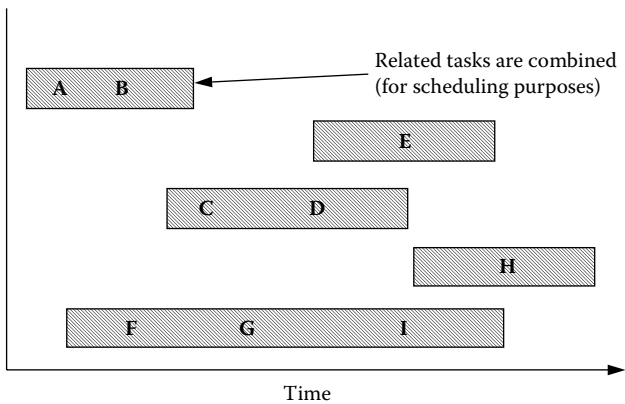 Related tasks are combined
(for scheduling purposes)
A B
E
C D
H
F G I
Time